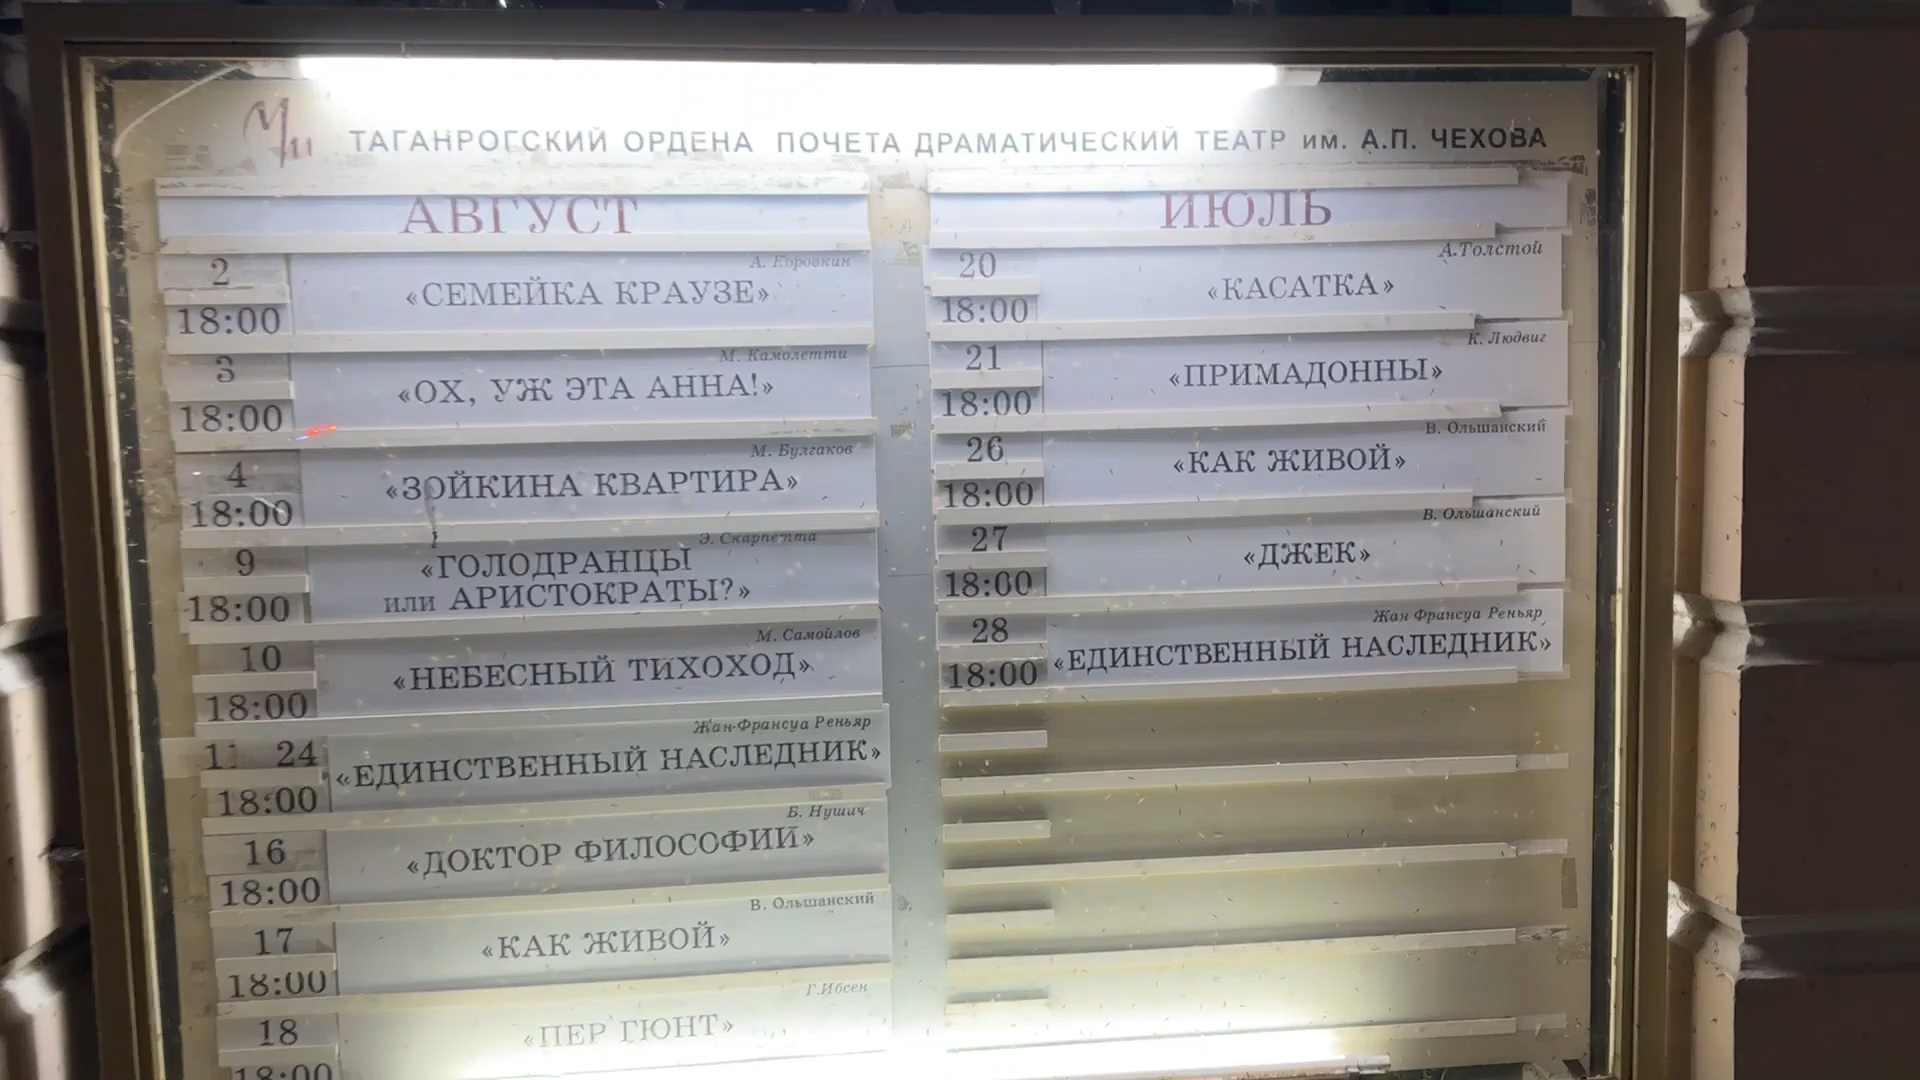 ТАГАНРОГСКИЙ ОРДЕНА ПОЧЕТА ДРАМАТИЧЕСКИЙ ТЕАТР им. А.П. ЧЕХОВА
АВГУСТ
2
18:00
А. Коровкин
«СЕМЕЙКА КРАУЗЕ»
3
18:00
М. Камолетти
«ОХ, УЖ ЭТА АННА!»
4
18:00
М. Булгаков
«ЗОЙКИНА КВАРТИРА»
9
18:00
Э. Скарпетта
«ГОЛОДРАНЦЫ
или АРИСТОКРАТЫ?»
10
18:00
М. Самойлов
«НЕБЕСНЫЙ ТИХОХОД»
11 24
18:00
Жан-Франсуа Реньяр
«ЕДИНСТВЕННЫЙ НАСЛЕДНИК»
16
18:00
Б. Нушич
«ДОКТОР ФИЛОСОФИИ»
17
18:00
В. Ольшанский
«КАК ЖИВОЙ»
18
18:00
Г.Ибсен
«ПЕР ГЮНТ»
ИЮЛЬ
20
18:00
А.Толстой
«КАСАТКА»
21
18:00
К. Людвиг
«ПРИМАДОННЫ»
26
18:00
В. Ольшанский
«КАК ЖИВОЙ»
27
18:00
В. Ольшанский
«ДЖЕК»
28
18:00
Жан Франсуа Реньяр
«ЕДИНСТВЕННЫЙ НАСЛЕДНИК»